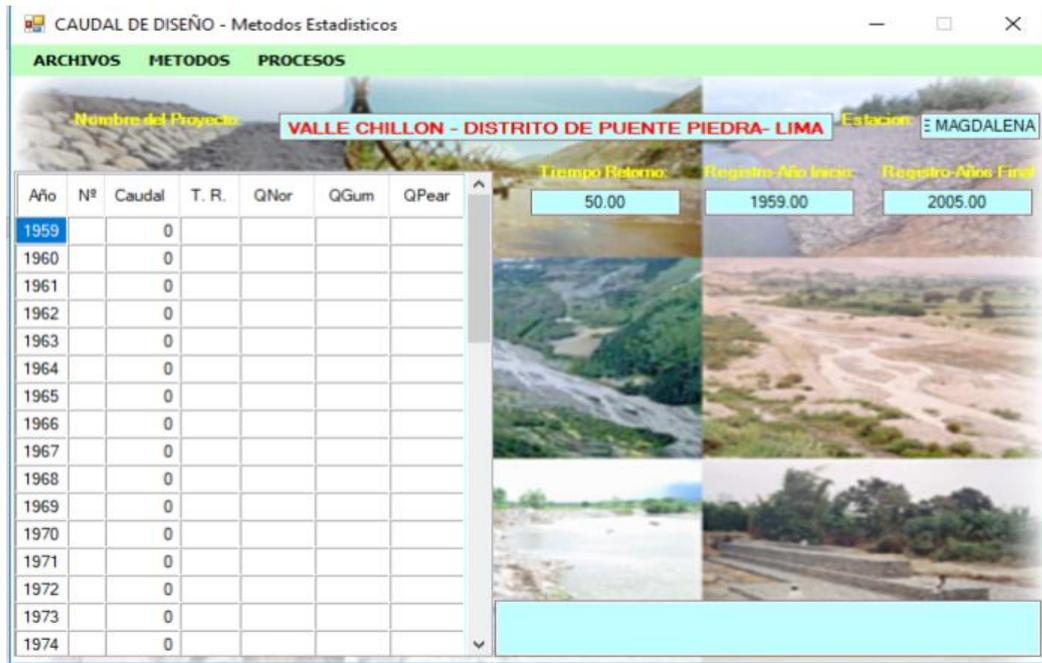 CAUDAL DE DISEÑO - Metodos Estadisticos
ARCHIVOS METODOS PROCESOS
Nombre del Proyecto:
VALLE CHILLON - DISTRITO DE PUENTE PIEDRA- LIMA
Estacion:
E MAGDALENA
Tiempo Retorno: Registro-Año Inicio: Registro-Años Final
50.00 1959.00 2005.00
Año Nº Caudal T. R. QNor QGum QPear
1959 0
1960 0
1961 0
1962 0
1963 0
1964 0
1965 0
1966 0
1967 0
1968 0
1969 0
1970 0
1971 0
1972 0
1973 0
1974 0